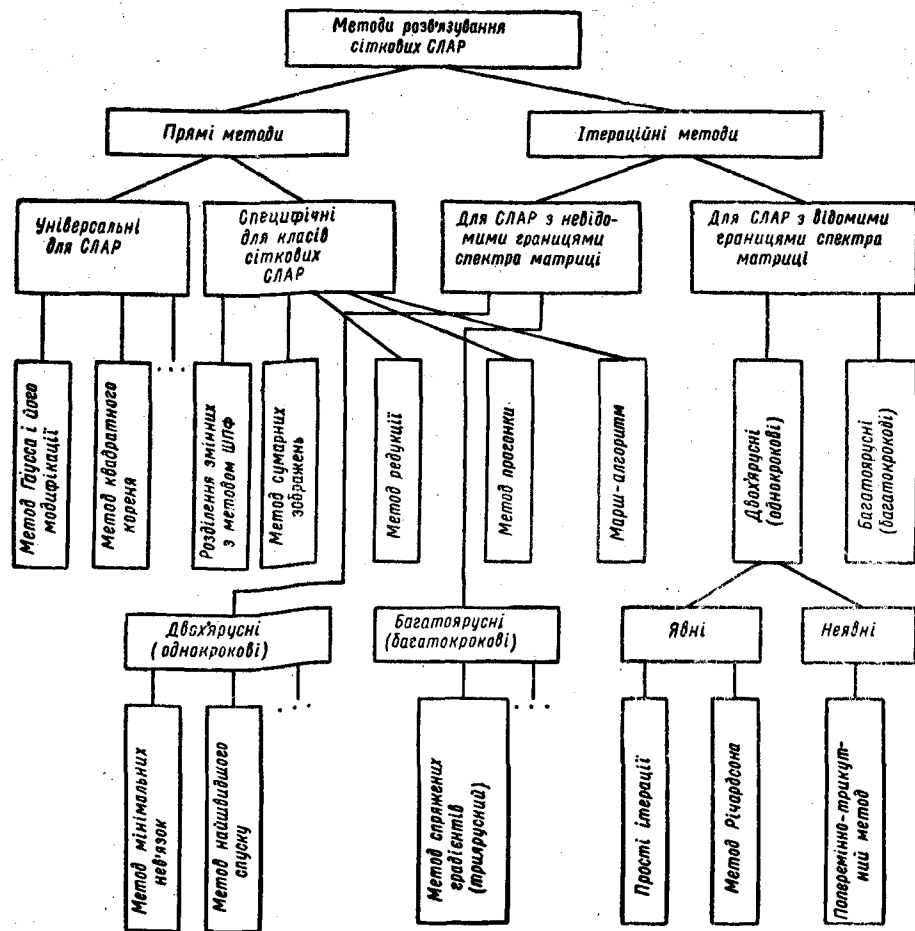 Методи розв'язування
сіткових СЛАР
Прямі методи
Ітераційні методи
Універсальні
для СЛАР
Специфічні
для класів
сіткових
СЛАР
Для СЛАР з невідо-
мими границями
спектра матриці
Для СЛАР з відомими
границями спектра
матриці
Метод Гаусса і його
модифікації
Метод квадратного
кореня
...
Розділення змінних
з методом ШПФ
Метод сумарних
зображень
Метод редукції
Метод прогонки
Марш-алгоритм
Двох'ярусні
(однокрокові)
Багатоярусні
(багатокрокові)
Двох'ярусні
(однокрокові)
Багатоярусні
(багатокрокові)
Явні
Неявні
Метод мінімальних
нев'язок
Метод найшвидшого
спуску
...
Метод спряжених
градієнтів
(триярусний)
...
Прості ітерації
Метод Річардсона
Поперемінно-трикут-
ний метод